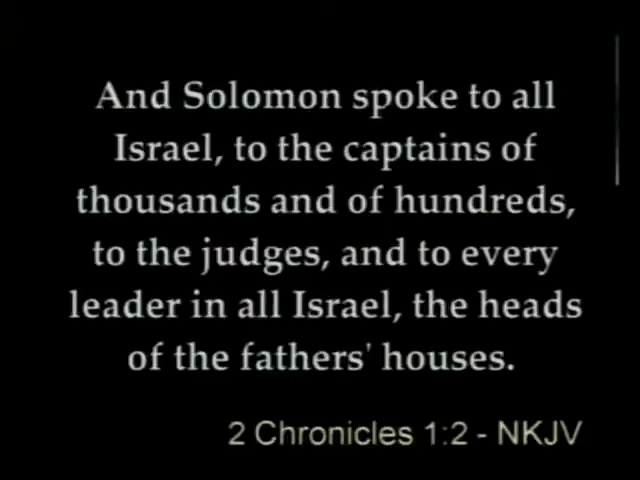 And Solomon spoke to all
Israel, to the captains of
thousands and of hundreds,
to the judges, and to every
leader in all Israel, the heads
of the fathers' houses.
2 Chronicles 1:2 - NKJV